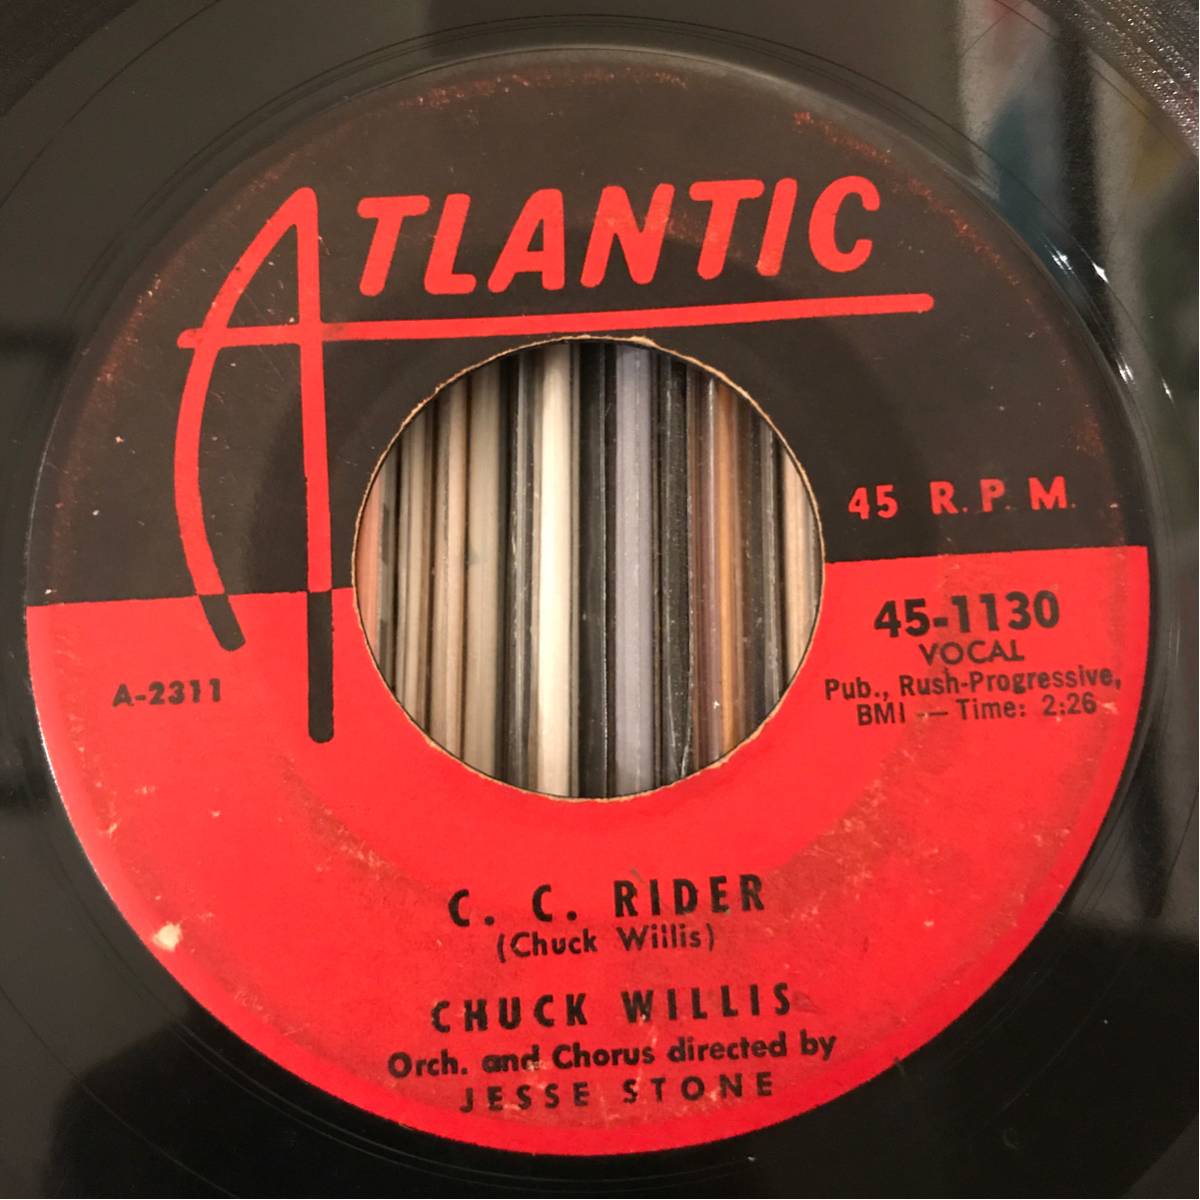 ATLANTIC
45 R.P.M.
45-1130
VOCAL
Pub., Rush-Progressive,
BMI -- Time: 2:26
A-2311
C. C. RIDER
(Chuck Willis)
CHUCK WILLIS
Orch. and Chorus directed by
JESSE STONE